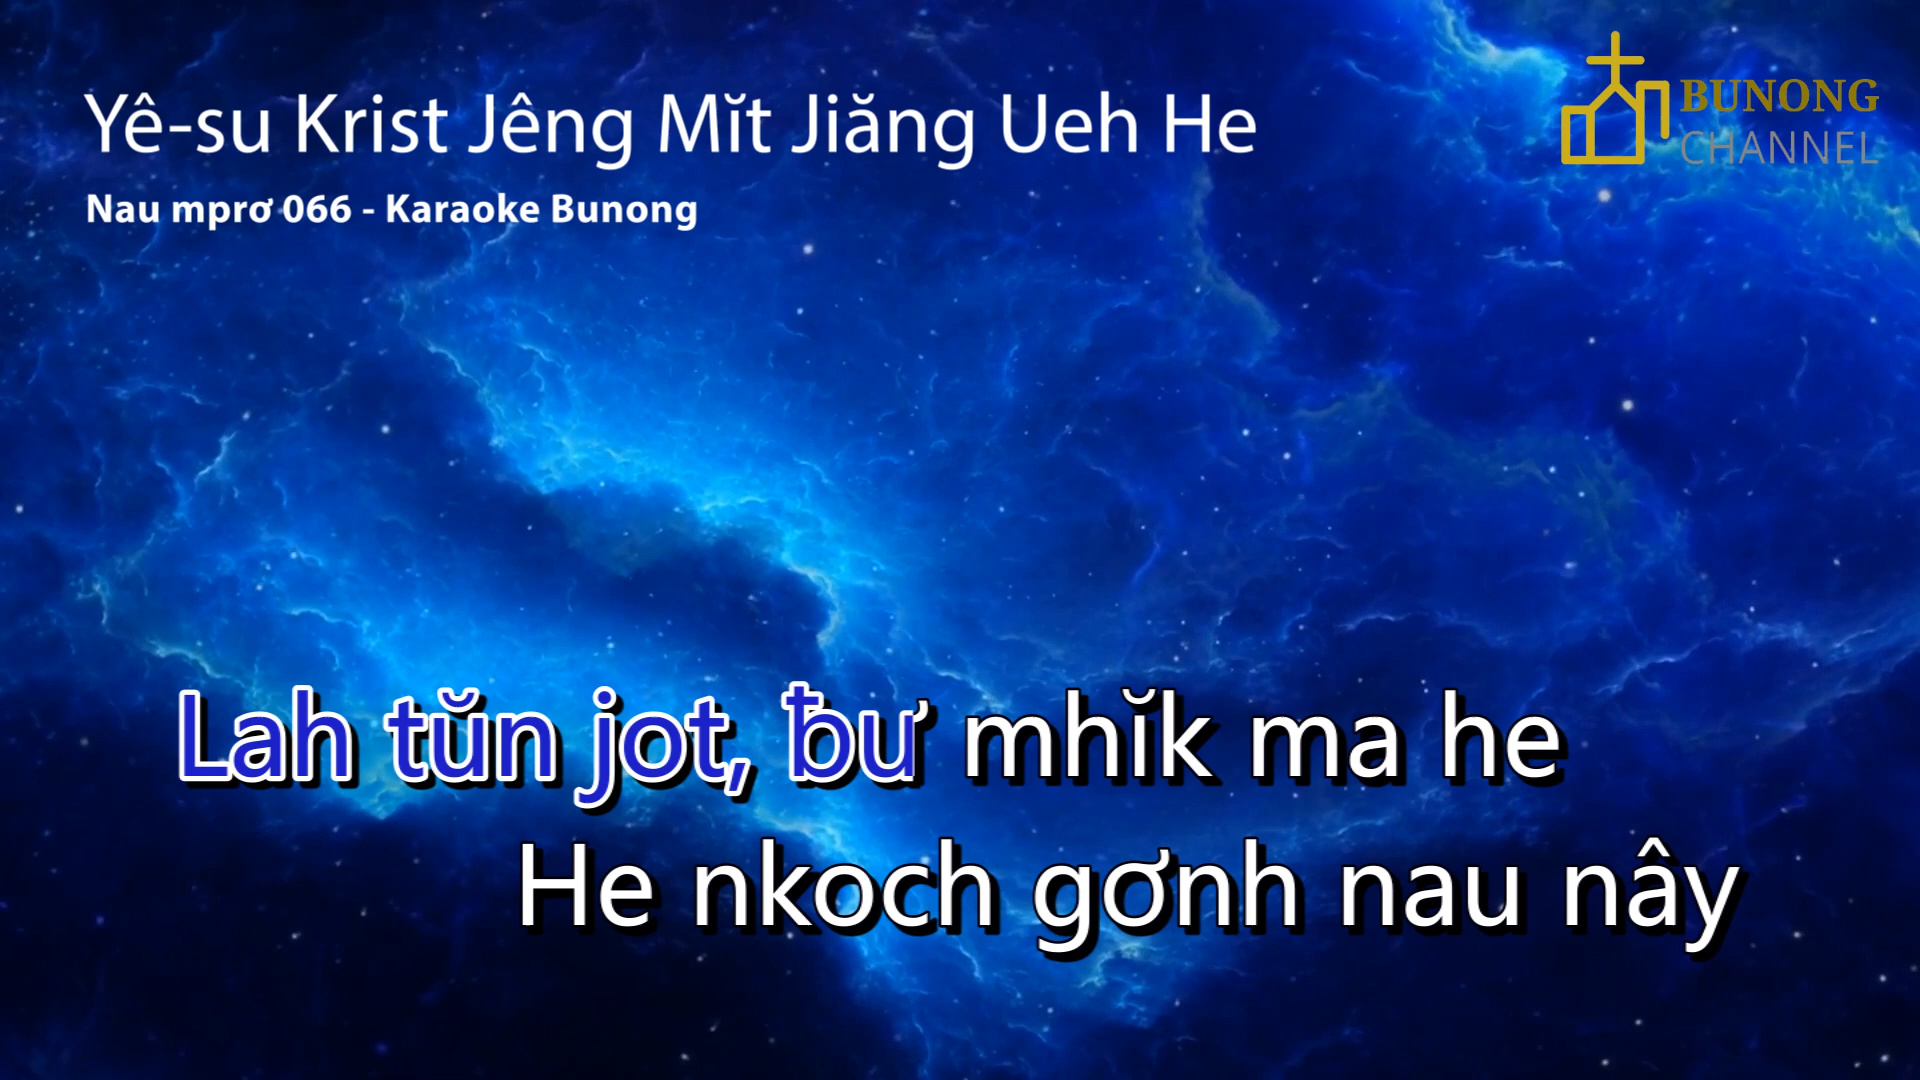 Yê-su Krist Jêng Mĭt Jiăng Ueh He
BUNONG
CHANNEL
Nau mprơ 066 - Karaoke Bunong
Lah tŭn jot, ƀư mhĭk ma he
He nkoch gơnh nau nây